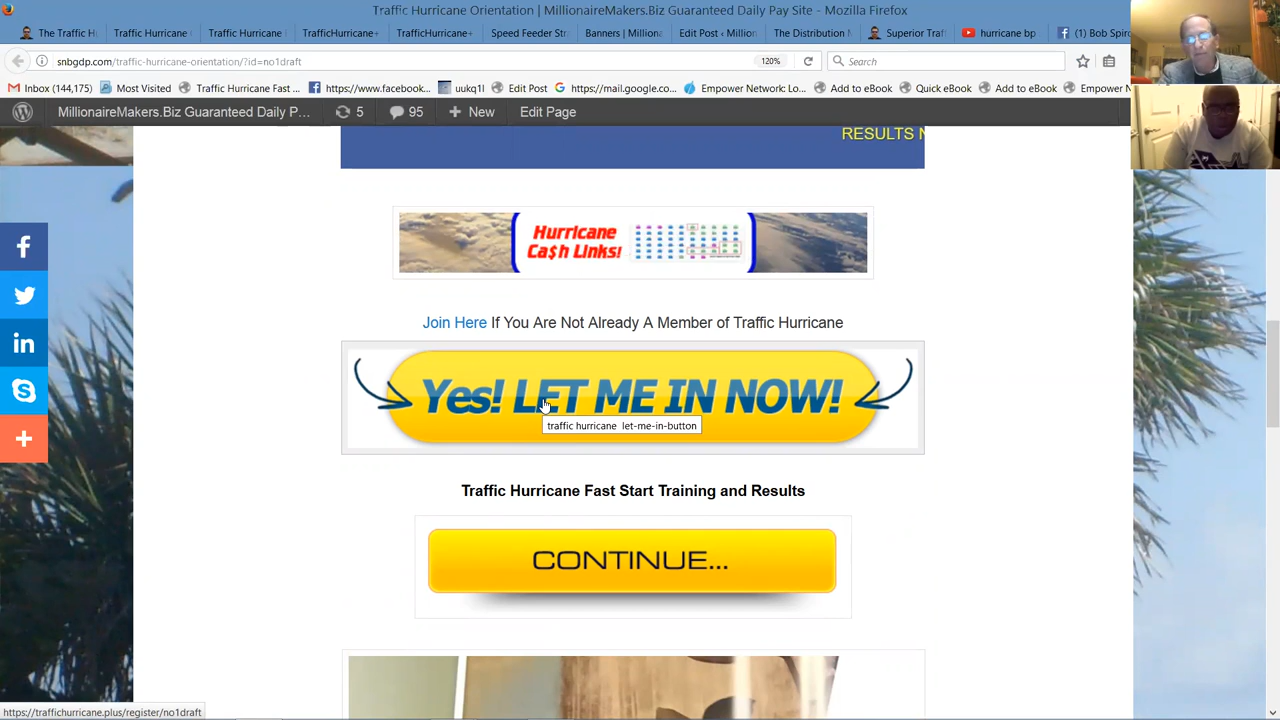 Traffic Hurricane Orientation | MillionaireMakers.Biz Guaranteed Daily Pay Site - Mozilla Firefox
The Traffic H
Traffic Hurricane
Traffic Hurricane
TrafficHurricane+
TrafficHurricane+
Speed Feeder Str
Banners | Milliona
Edit Post ‹ Million
The Distribution M
Superior Traf
hurricane bp
(1) Bob Spiro
snbgdp.com/traffic-hurricane-orientation/?id=no1draft
120%
Search
Inbox (144,175)
Most Visited
Traffic Hurricane Fast ...
https://www.facebook...
uukq1l
Edit Post
https://mail.google.co...
Empower Network: Lo...
Add to eBook
Quick eBook
Add to eBook
Empower N
MillionaireMakers.Biz Guaranteed Daily P...
5
95
New
Edit Page
RESULTS N
Hurricane
Ca$h Links!
Join Here If You Are Not Already A Member of Traffic Hurricane
Yes! LET ME IN NOW!
traffic hurricane let-me-in-button
Traffic Hurricane Fast Start Training and Results
CONTINUE...
https://traffichurricane.plus/register/no1draft